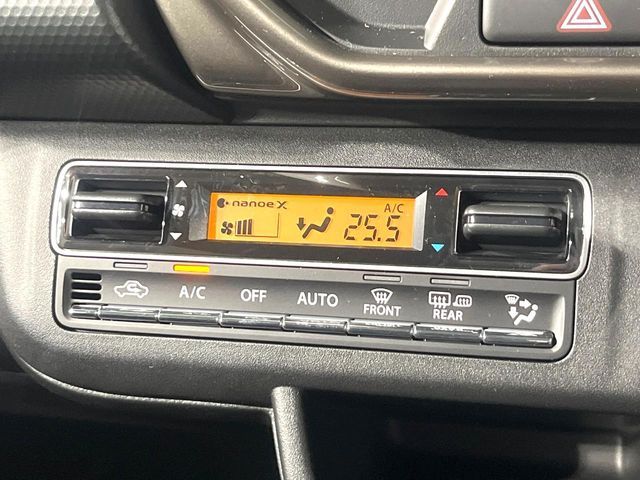 nanoe X
A/C
25.5
A/C
OFF
AUTO
FRONT
REAR